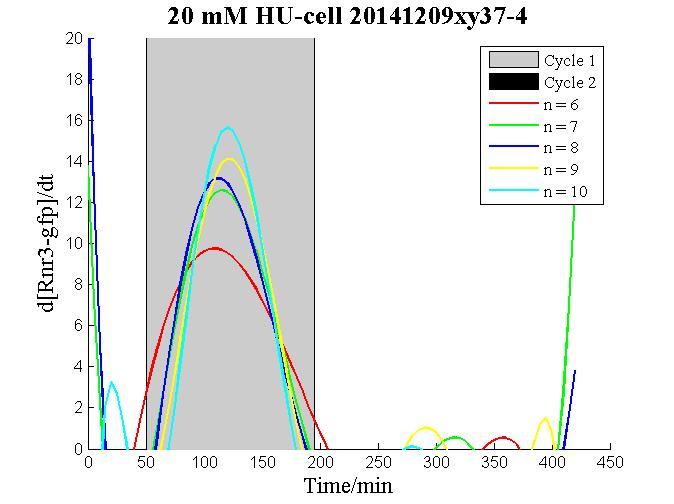 20 mM HU-cell 20141209xy37-4
Cycle 1
Cycle 2
n = 6
n = 7
n = 8
n = 9
n = 10
d[Rnr3-gfp]/dt
20
18
16
14
12
10
8
6
4
2
0
0 50 100 150 200 250 300 350 400 450
Time/min